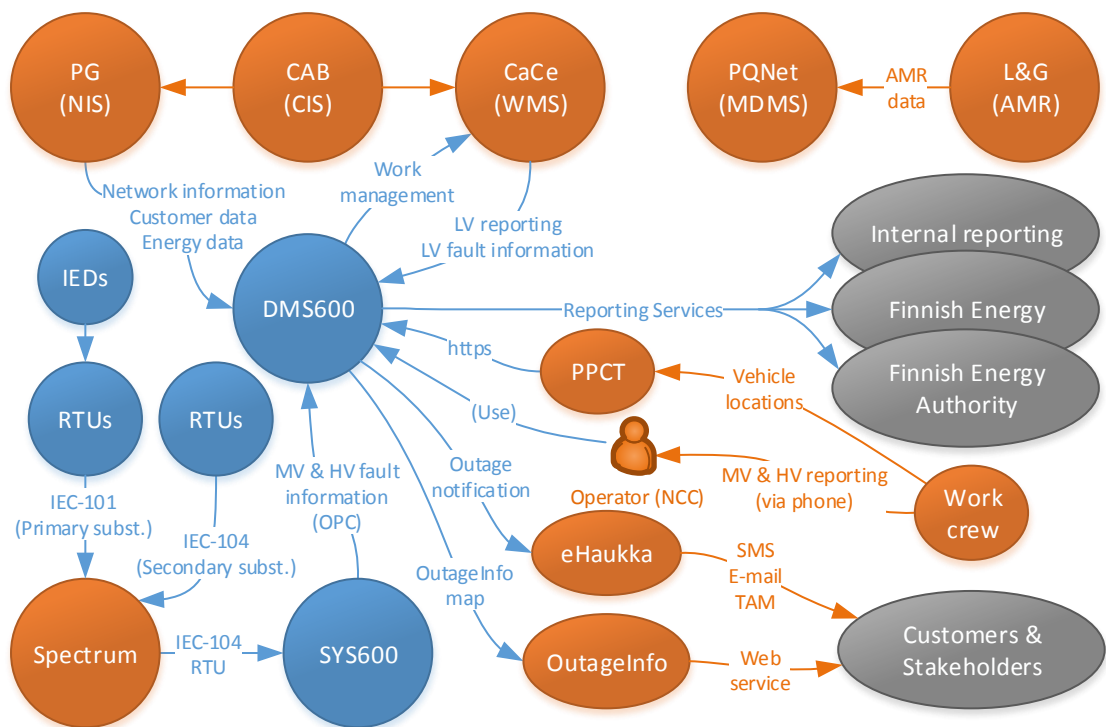 PG
(NIS)
CAB
(CIS)
CaCe
(WMS)
PQNet
(MDMS)
AMR
data
L&G
(AMR)
Network information
Customer data
Energy data
Work
management
LV reporting
LV fault information
IEDs
DMS600
Reporting Services
Internal reporting
Finnish Energy
Finnish Energy
Authority
https
PPCT
Vehicle
locations
RTUs
RTUs
(Use)
Operator (NCC)
MV & HV reporting
(via phone)
Work
crew
MV & HV fault
information
(OPC)
Outage
notification
IEC-101
(Primary subst.)
IEC-104
(Secondary subst.)
eHaukka
SMS
E-mail
TAM
OutageInfo
map
Spectrum
IEC-104
RTU
SYS600
OutageInfo
Web
service
Customers &
Stakeholders